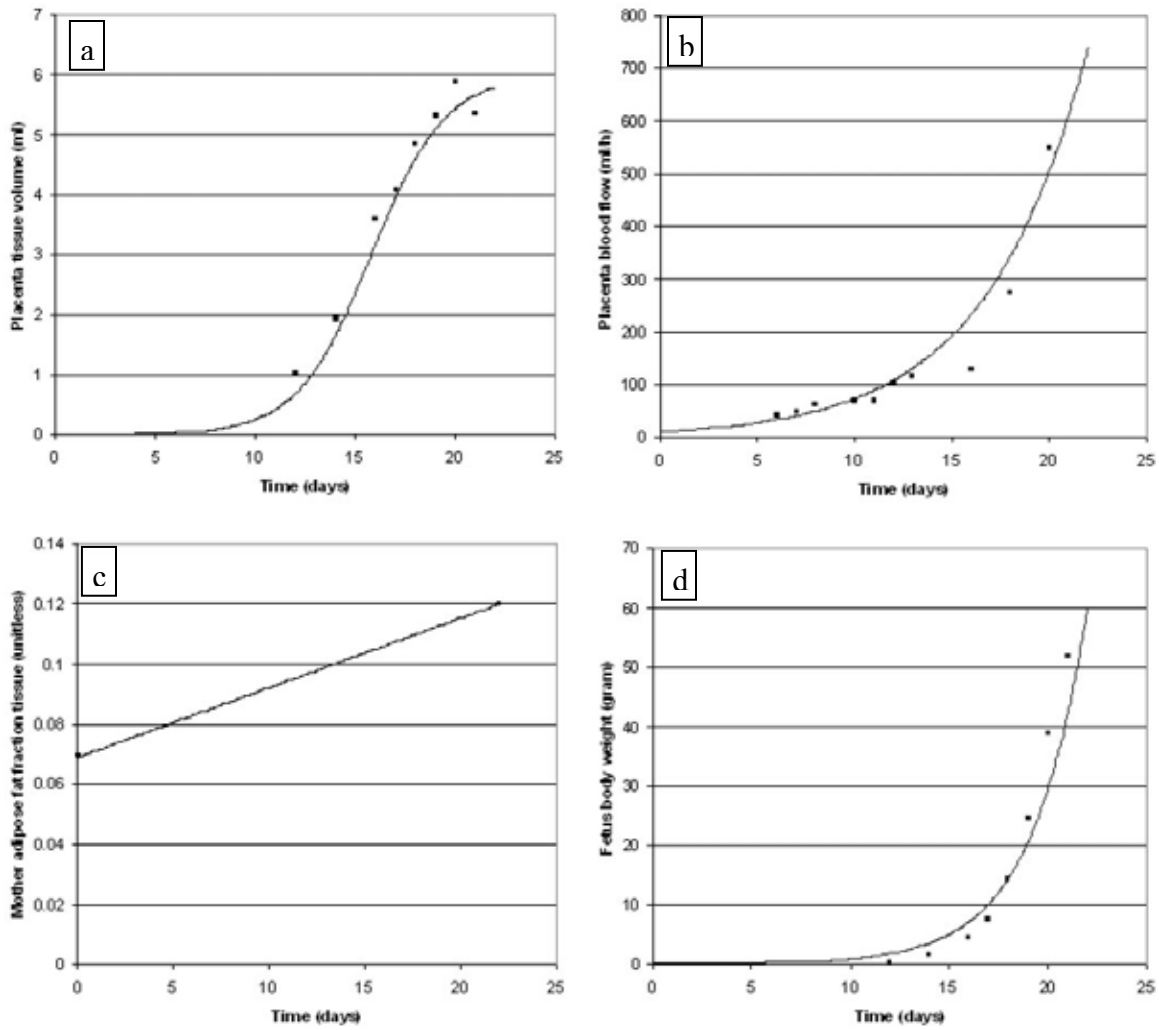 a
Placenta tissue volume (ml)
7
6
5
4
3
2
1
0
0 5 10 15 20 25
Time (days)
b
Placenta blood flow (ml/h)
800
700
600
500
400
300
200
100
0
0 5 10 15 20 25
Time (days)
c
Mother adipose fat fraction tissue (unitless)
0.14
0.12
0.1
0.08
0.06
0.04
0.02
0
0 5 10 15 20 25
Time (days)
d
Fetus body weight (gram)
70
60
50
40
30
20
10
0
0 5 10 15 20 25
Time (days)